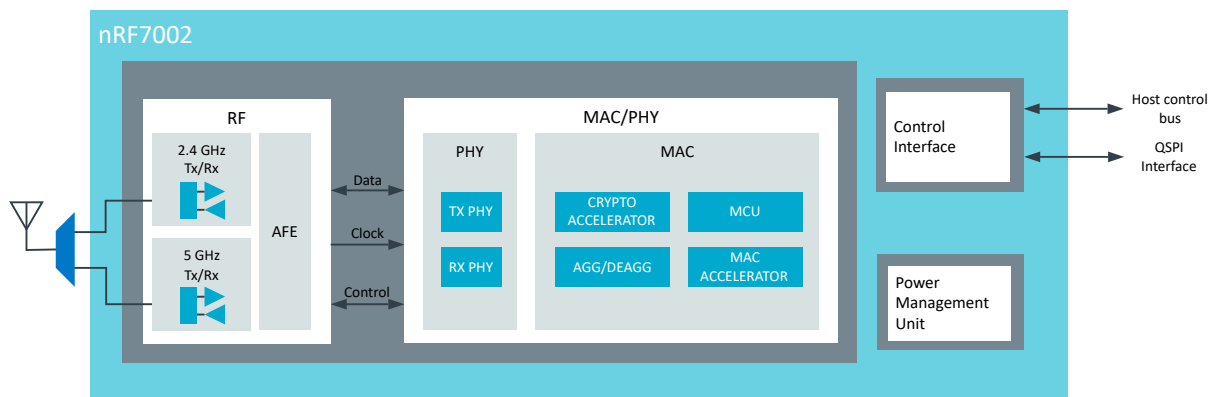 nRF7002
RF
2.4 GHz
Tx/Rx
5 GHz
Tx/Rx
AFE
Data
Clock
Control
MAC/PHY
PHY
TX PHY
RX PHY
MAC
CRYPTO
ACCELERATOR
MCU
AGG/DEAGG
MAC
ACCELERATOR
Control
Interface
Host control
bus
QSPI
Interface
Power
Management
Unit